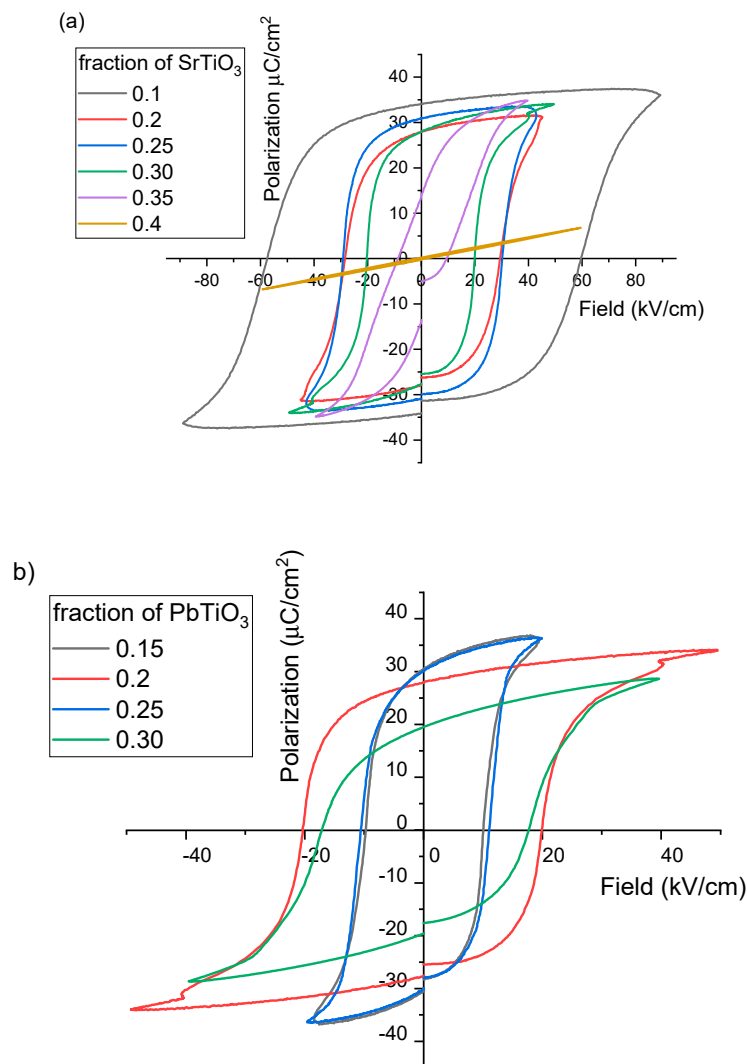 (a)
fraction of SrTiO₃
0.1
0.2
0.25
0.30
0.35
0.4
Polarization μC/cm²
40
30
20
10
0
-10
-20
-30
-40
-80 -60 -40 -20 0 20 40 60 80
Field (kV/cm)
b)
fraction of PbTiO₃
0.15
0.2
0.25
0.30
Polarization (μC/cm²)
40
30
20
10
0
-10
-20
-30
-40
-40 -20 0 20 40
Field (kV/cm)